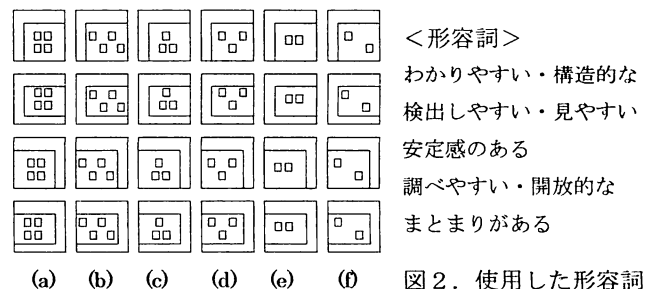 <形容詞>
わかりやすい・構造的な
検出しやすい・見やすい
安定感のある
調べやすい・開放的な
まとまりがある
(a) (b) (c) (d) (e) (f)
図2.使用した形容詞